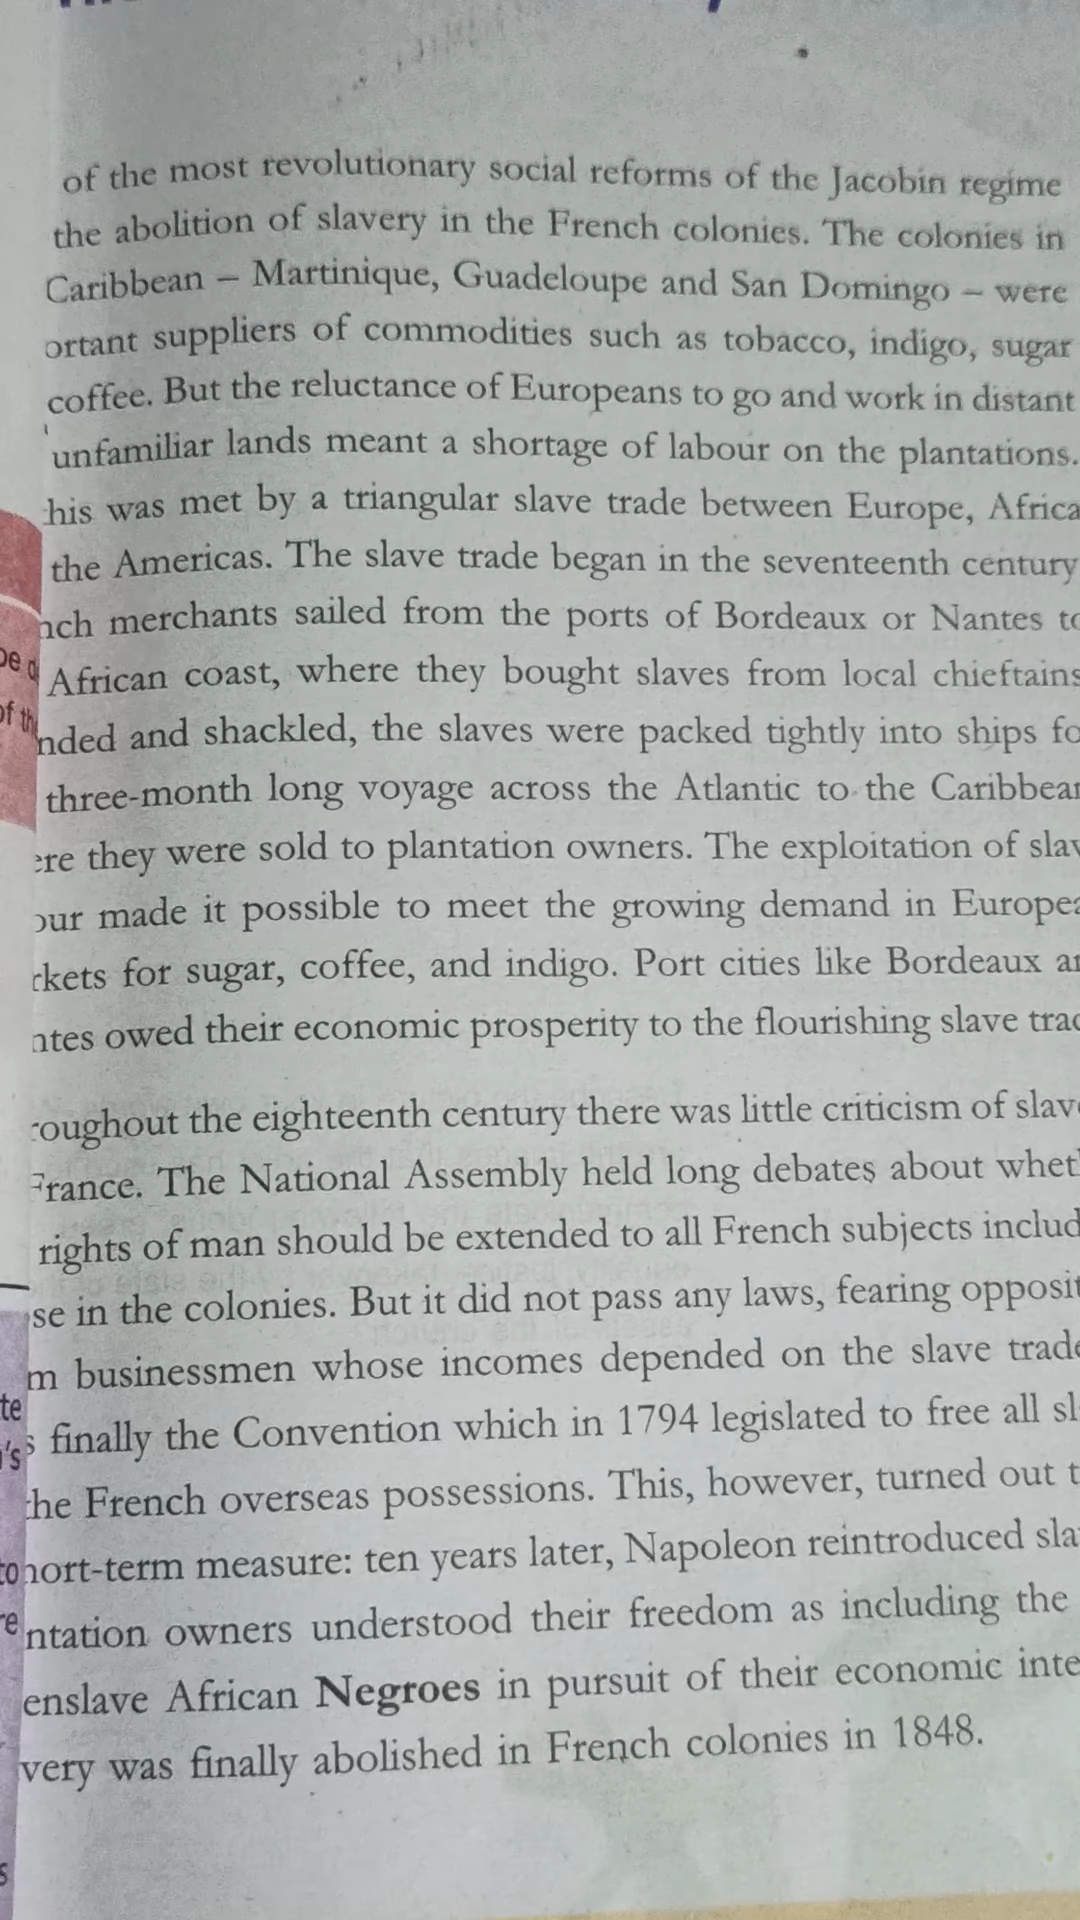 of the most revolutionary social reforms of the Jacobin regime
the abolition of slavery in the French colonies. The colonies in
Caribbean – Martinique, Guadeloupe and San Domingo – were
ortant suppliers of commodities such as tobacco, indigo, sugar
coffee. But the reluctance of Europeans to go and work in distant
unfamiliar lands meant a shortage of labour on the plantations.
his was met by a triangular slave trade between Europe, Africa
the Americas. The slave trade began in the seventeenth century
nch merchants sailed from the ports of Bordeaux or Nantes to
African coast, where they bought slaves from local chieftains
nded and shackled, the slaves were packed tightly into ships fo
three-month long voyage across the Atlantic to the Caribbean
ere they were sold to plantation owners. The exploitation of slav
our made it possible to meet the growing demand in Europea
rkets for sugar, coffee, and indigo. Port cities like Bordeaux an
ntes owed their economic prosperity to the flourishing slave trad
roughout the eighteenth century there was little criticism of slave
France. The National Assembly held long debates about wheth
rights of man should be extended to all French subjects includ
se in the colonies. But it did not pass any laws, fearing opposit
m businessmen whose incomes depended on the slave trade
s finally the Convention which in 1794 legislated to free all sl
the French overseas possessions. This, however, turned out t
hort-term measure: ten years later, Napoleon reintroduced sla
ntation owners understood their freedom as including the
enslave African Negroes in pursuit of their economic inte
very was finally abolished in French colonies in 1848.